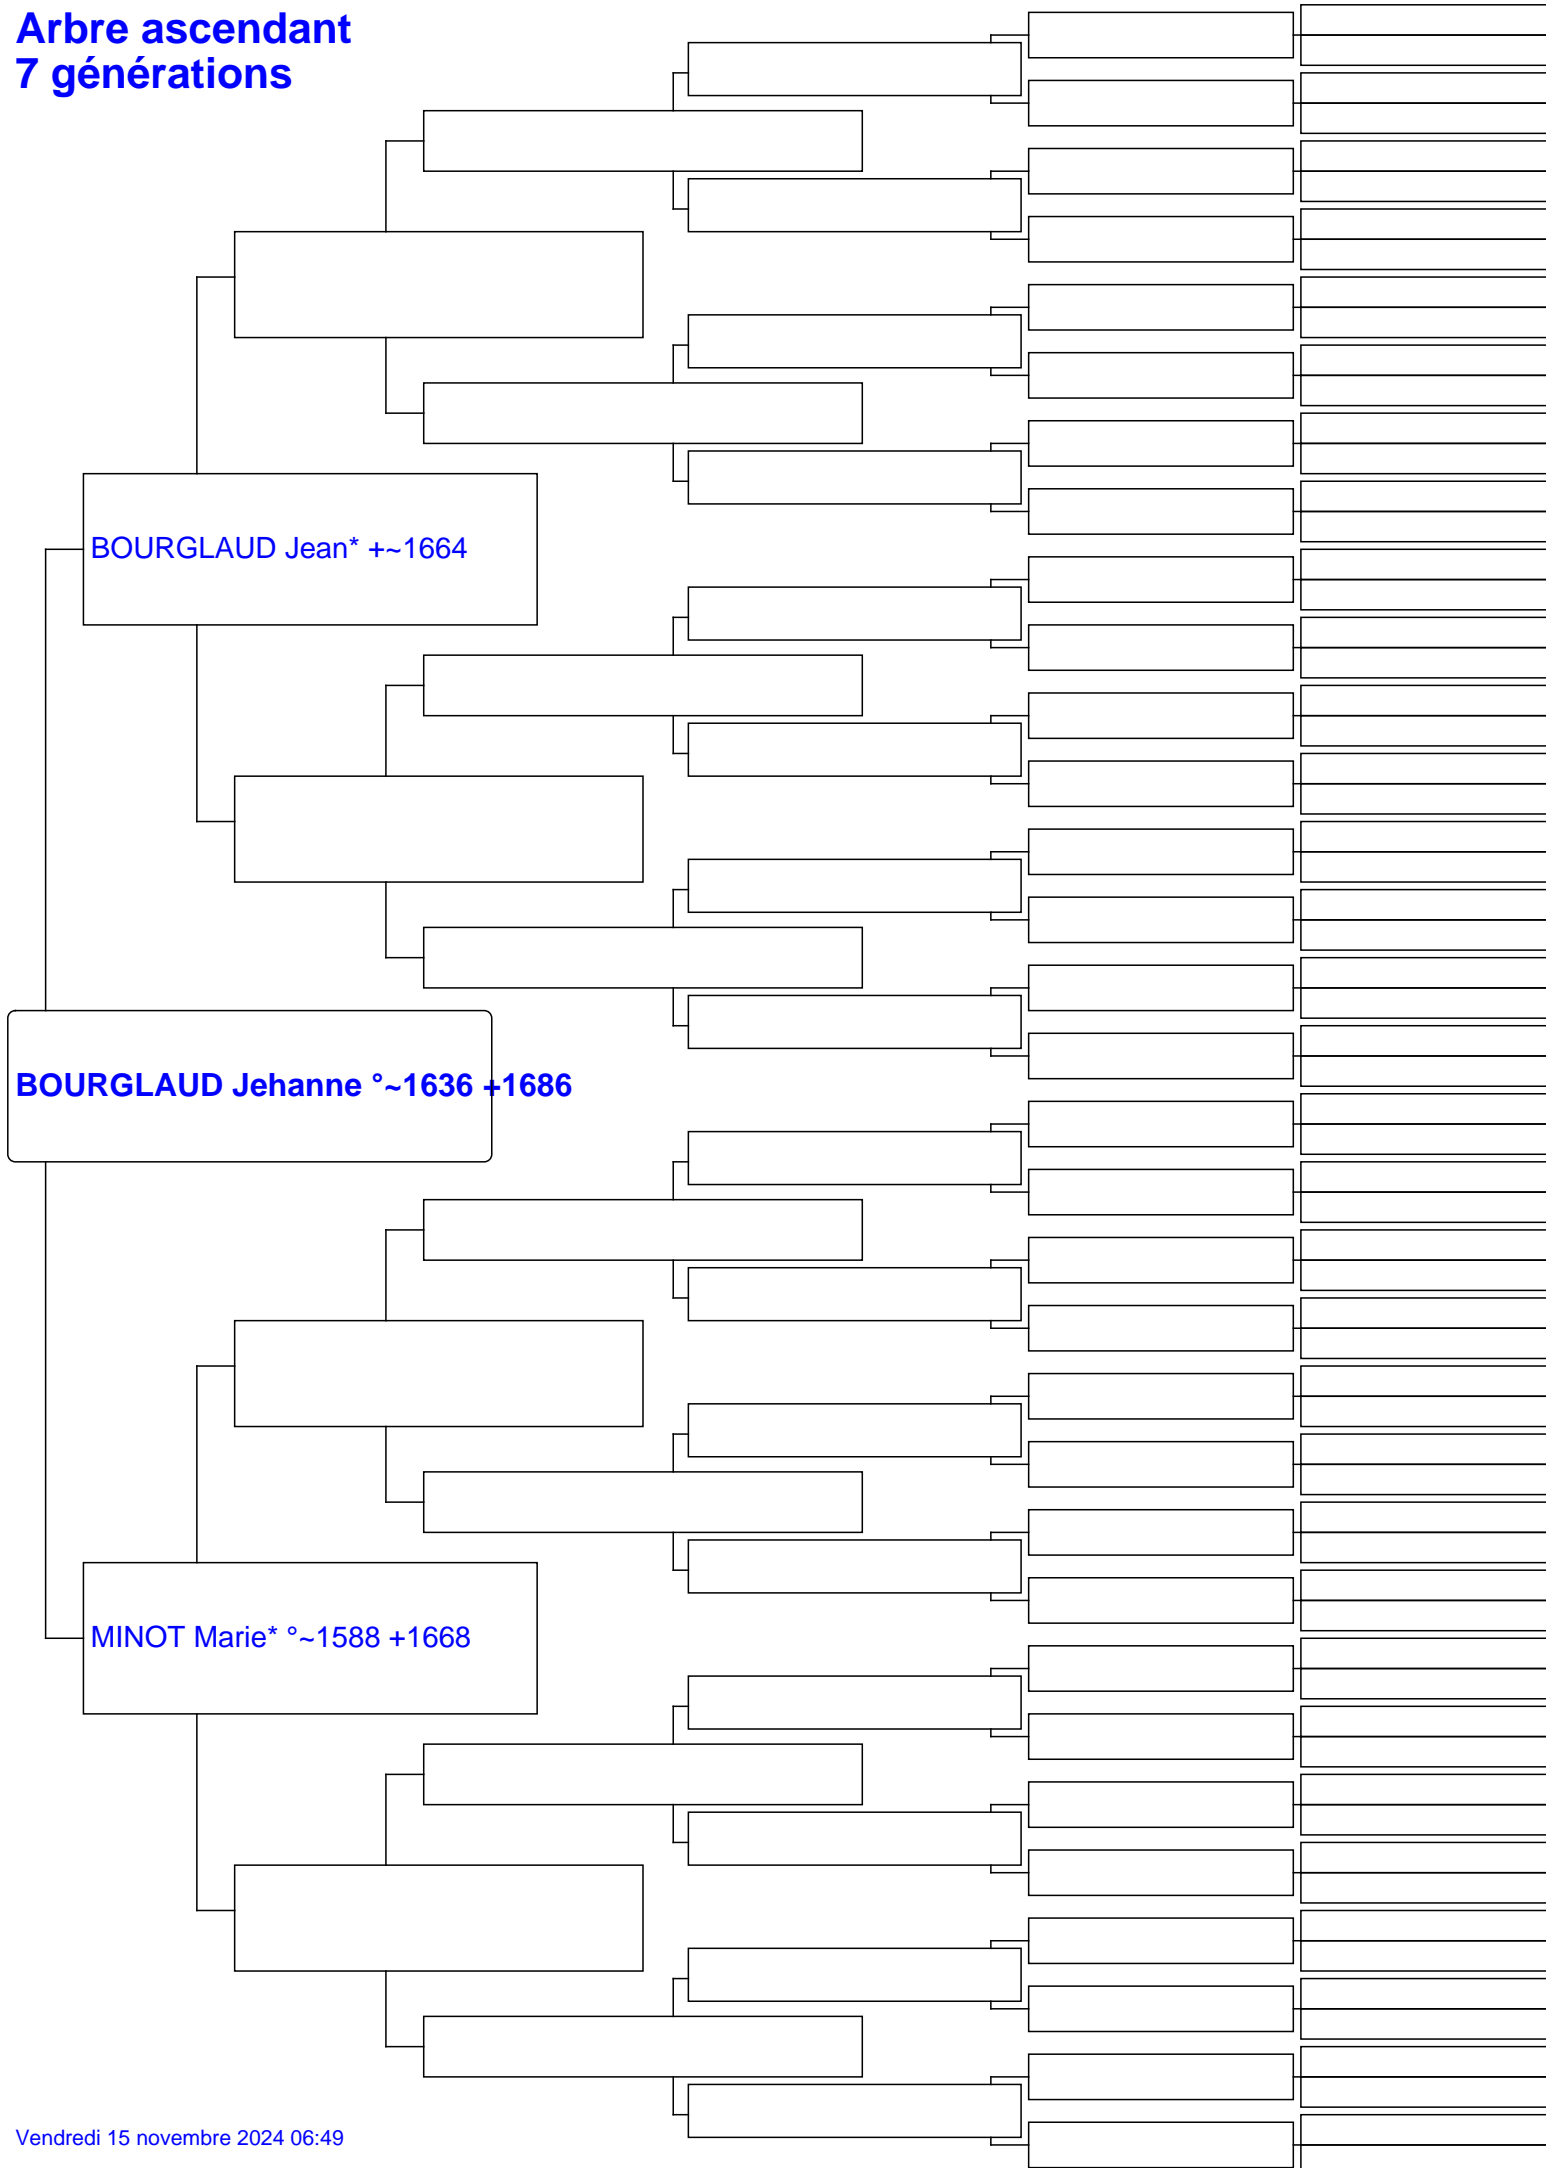 Arbre ascendant
7 générations
BOURGLAUD Jean* +~1664
BOURGLAUD Jehanne °~1636 +1686
MINOT Marie* °~1588 +1668
Vendredi 15 novembre 2024 06:49